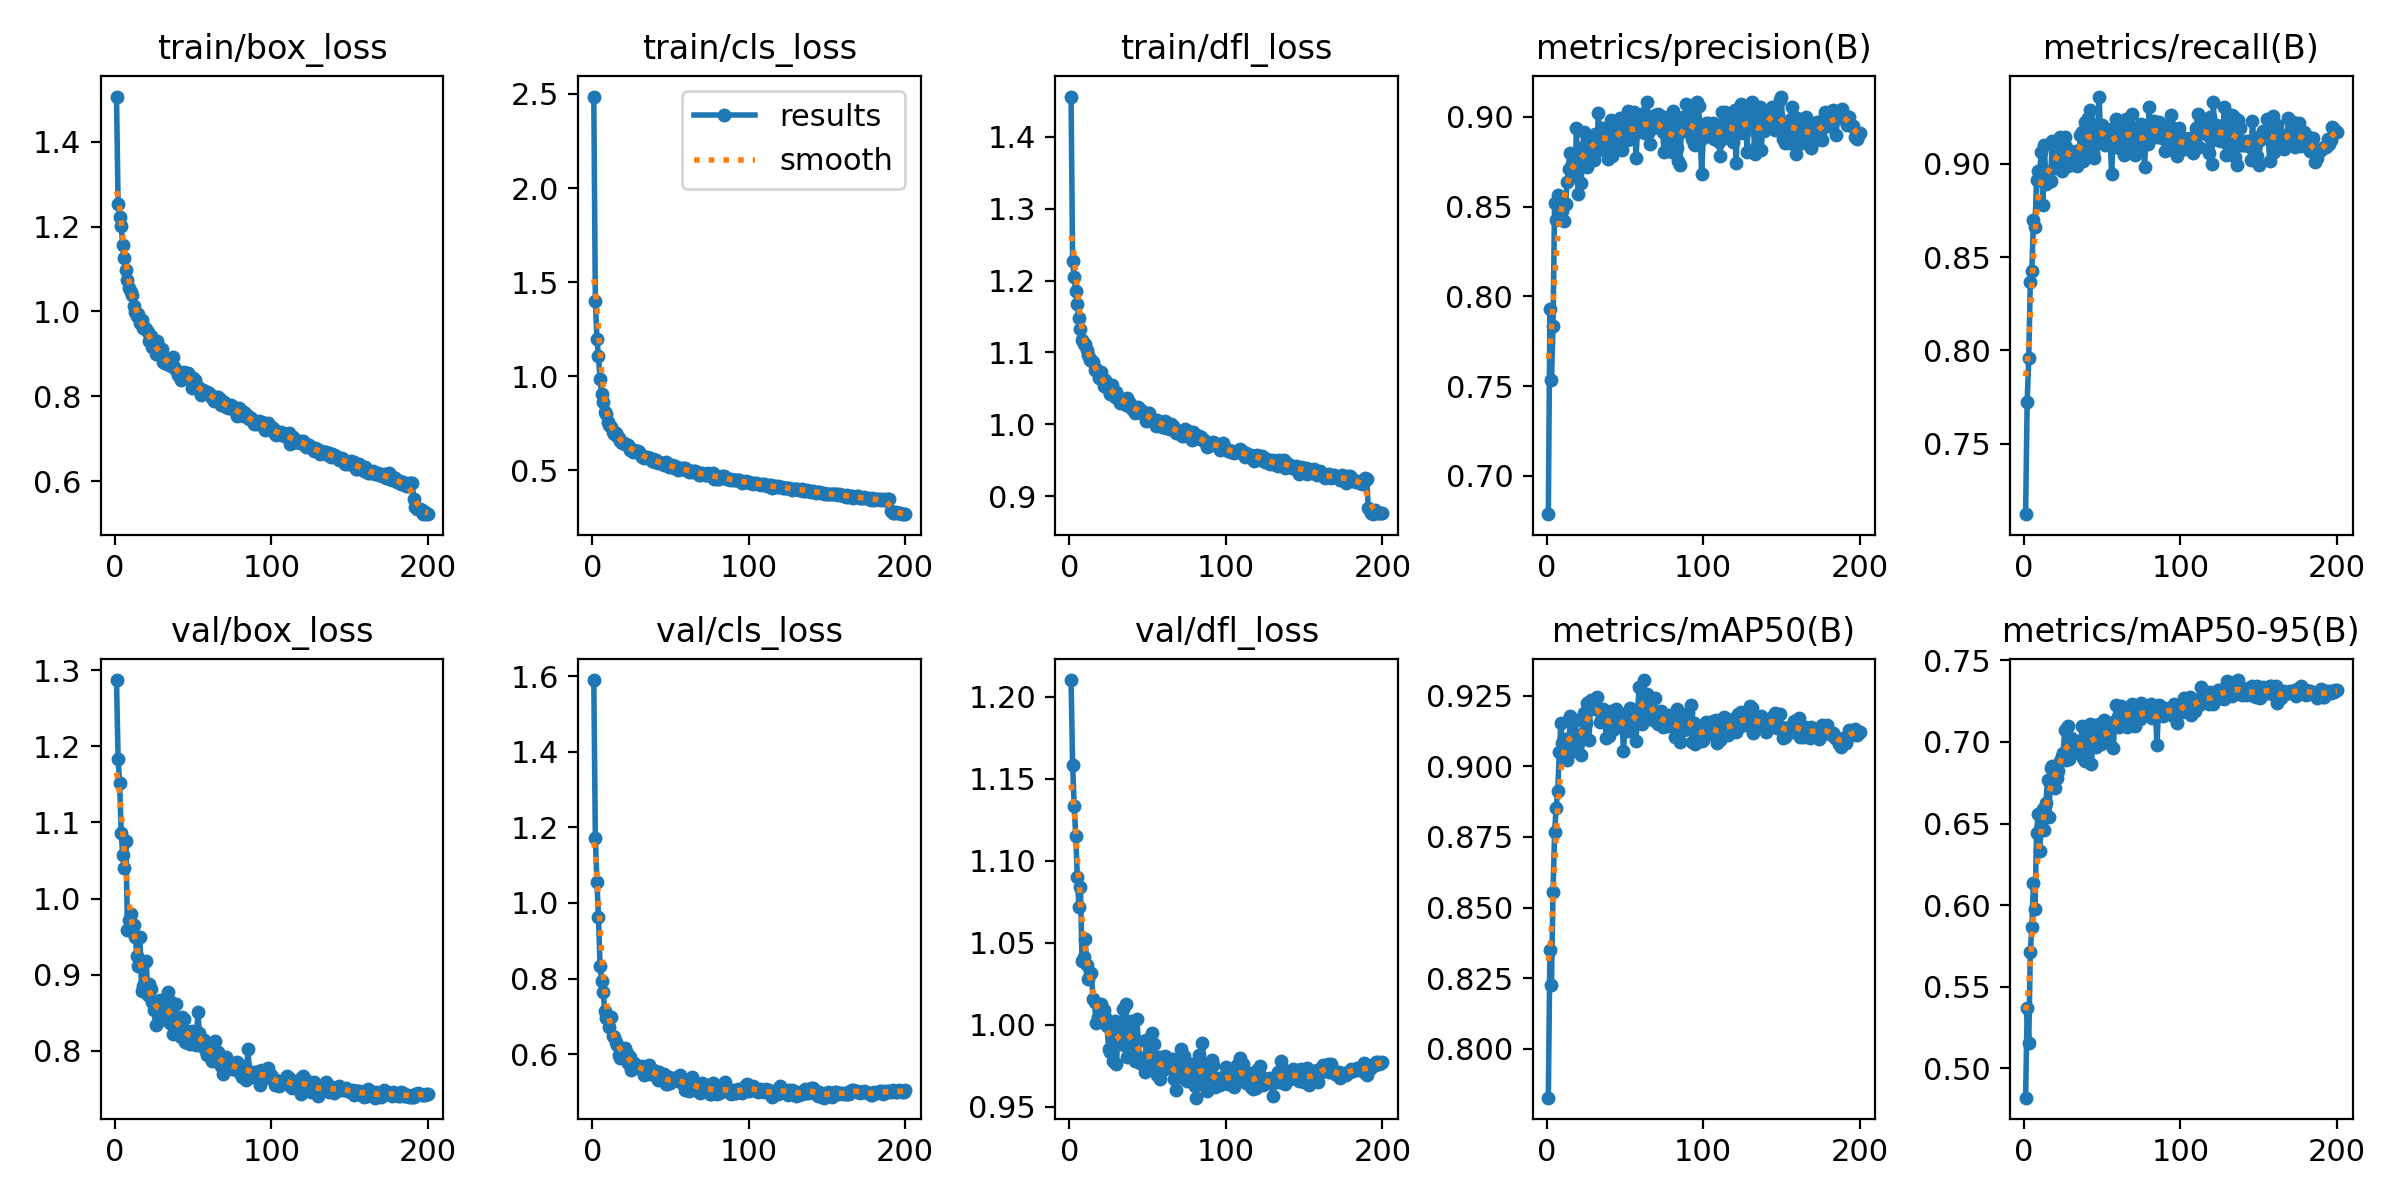 train/box_loss
1.4
1.2
1.0
0.8
0.6
0 100 200
train/cls_loss
results
smooth
2.5
2.0
1.5
1.0
0.5
0 100 200
train/dfl_loss
1.4
1.3
1.2
1.1
1.0
0.9
0 100 200
metrics/precision(B)
0.90
0.85
0.80
0.75
0.70
0 100 200
metrics/recall(B)
0.90
0.85
0.80
0.75
0 100 200
val/box_loss
1.3
1.2
1.1
1.0
0.9
0.8
0 100 200
val/cls_loss
1.6
1.4
1.2
1.0
0.8
0.6
0 100 200
val/dfl_loss
1.20
1.15
1.10
1.05
1.00
0.95
0 100 200
metrics/mAP50(B)
0.925
0.900
0.875
0.850
0.825
0.800
0 100 200
metrics/mAP50-95(B)
0.75
0.70
0.65
0.60
0.55
0.50
0 100 200